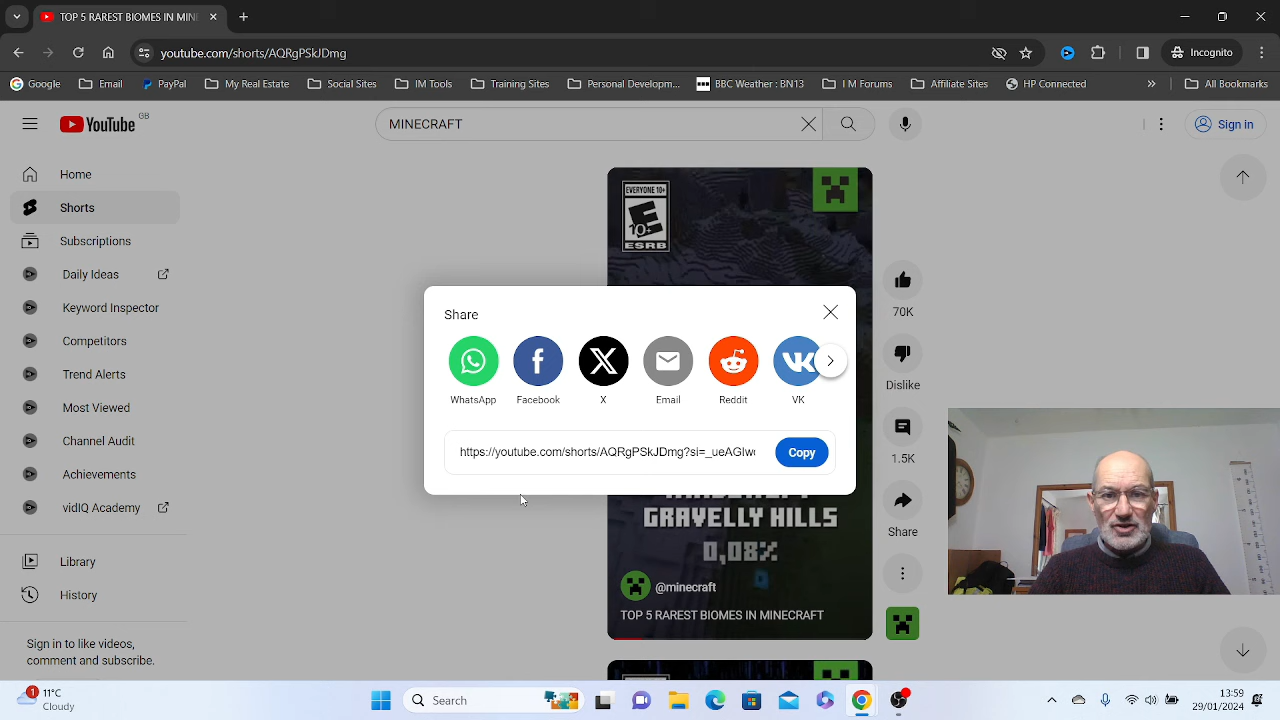 TOP 5 RAREST BIOMES IN MINE
youtube.com/shorts/AQRgPSkJDmg
Incognito
Google
Email
PayPal
My Real Estate
Social Sites
IM Tools
Training Sites
Personal Developm...
BBC Weather : BN13
I M Forums
Affiliate Sites
HP Connected
All Bookmarks
YouTube GB
MINECRAFT
Sign in
Home
Shorts
Subscriptions
Daily Ideas
Keyword Inspector
Competitors
Trend Alerts
Most Viewed
Channel Audit
Achievements
vidIQ Academy
Library
History
Sign in to like videos,
comment and subscribe.
EVERYONE 10+
E
10+
ESRB
Share
WhatsApp
Facebook
X
Email
Reddit
VK
https://youtube.com/shorts/AQRgPSkJDmg?si=_ueAGIw
Copy
GRAVELLY HILLS
0,08%
@minecraft
TOP 5 RAREST BIOMES IN MINECRAFT
70K
Dislike
1.5K
Share
1
11°C
Cloudy
Search
13:59
29/01/2024